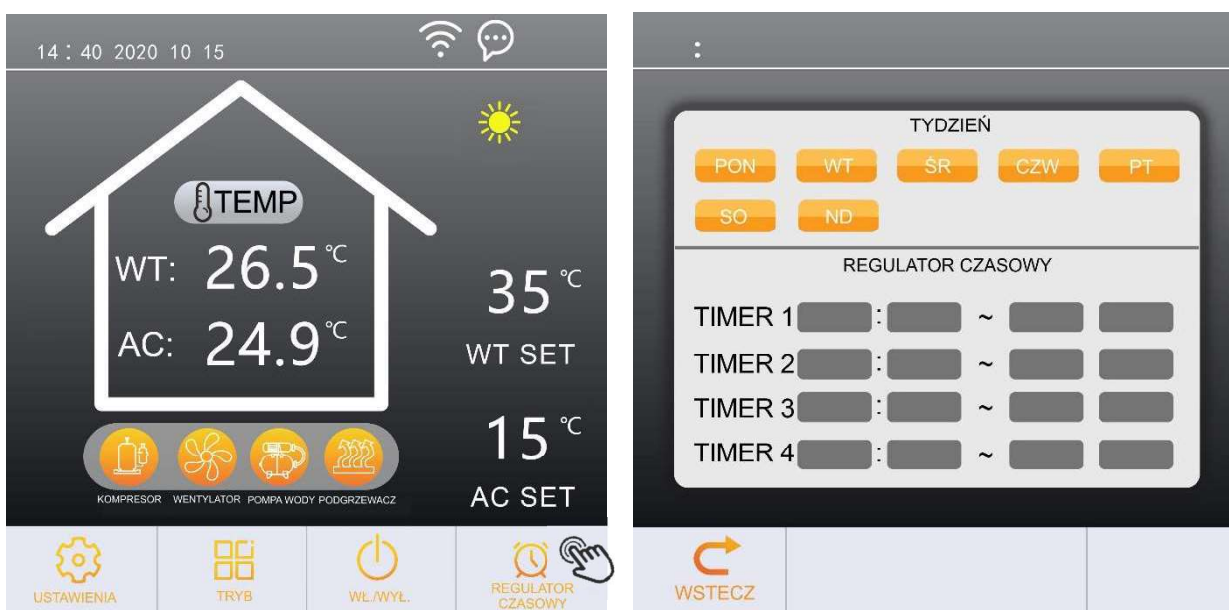 14:40 2020 10 15
TEMP
WT: 26.5 ℃
AC: 24.9 ℃
35 ℃
WT SET
15 ℃
AC SET
KOMPRESOR WENTYLATOR POMPA WODY PODGRZEWACZ
USTAWIENIA TRYB WŁ./WYŁ. REGULATOR CZASOWY
:
TYDZIEŃ
PON WT ŚR CZW PT
SO ND
REGULATOR CZASOWY
TIMER 1 : ~
TIMER 2 : ~
TIMER 3 : ~
TIMER 4 : ~
WSTECZ